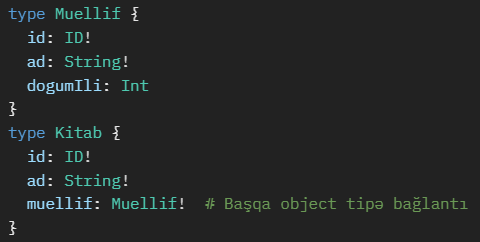 type Muellif {
  id: ID!
  ad: String!
  dogumIli: Int
}
type Kitab {
  id: ID!
  ad: String!
  muellif: Muellif!  # Başqa object tipə bağlantı
}